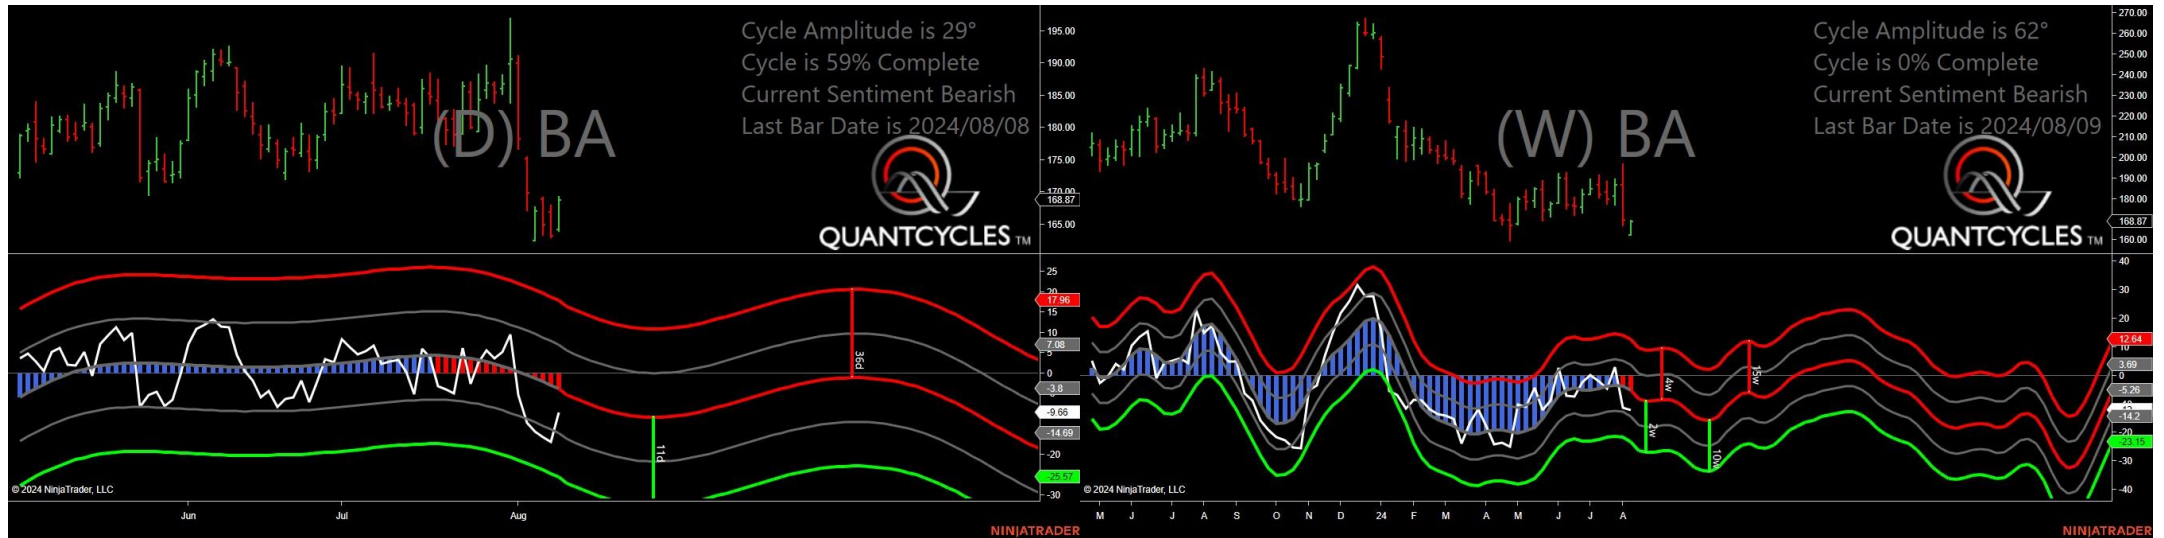 Cycle Amplitude is 29°
Cycle is 59% Complete
Current Sentiment Bearish
Last Bar Date is 2024/08/08
(D) BA
QUANTCYCLES TM
195.00
190.00
185.00
180.00
175.00
170.00
168.87
165.00
25
20
17.96
15
10
7.08
5
0
-3.8
-9.66
-14.69
-20
-25.57
-30
36d
11d
© 2024 NinjaTrader, LLC
Jun Jul Aug
NINJATRADER
Cycle Amplitude is 62°
Cycle is 0% Complete
Current Sentiment Bearish
Last Bar Date is 2024/08/09
(W) BA
QUANTCYCLES TM
270.00
260.00
250.00
240.00
230.00
220.00
210.00
200.00
190.00
180.00
168.87
160.00
40
30
20
12.64
10
3.69
0
-5.26
-14.2
-20
-23.15
-30
-40
4w
15w
2w
10w
© 2024 NinjaTrader, LLC
M J J A S O N D 24 F M A M J J A
NINJATRADER